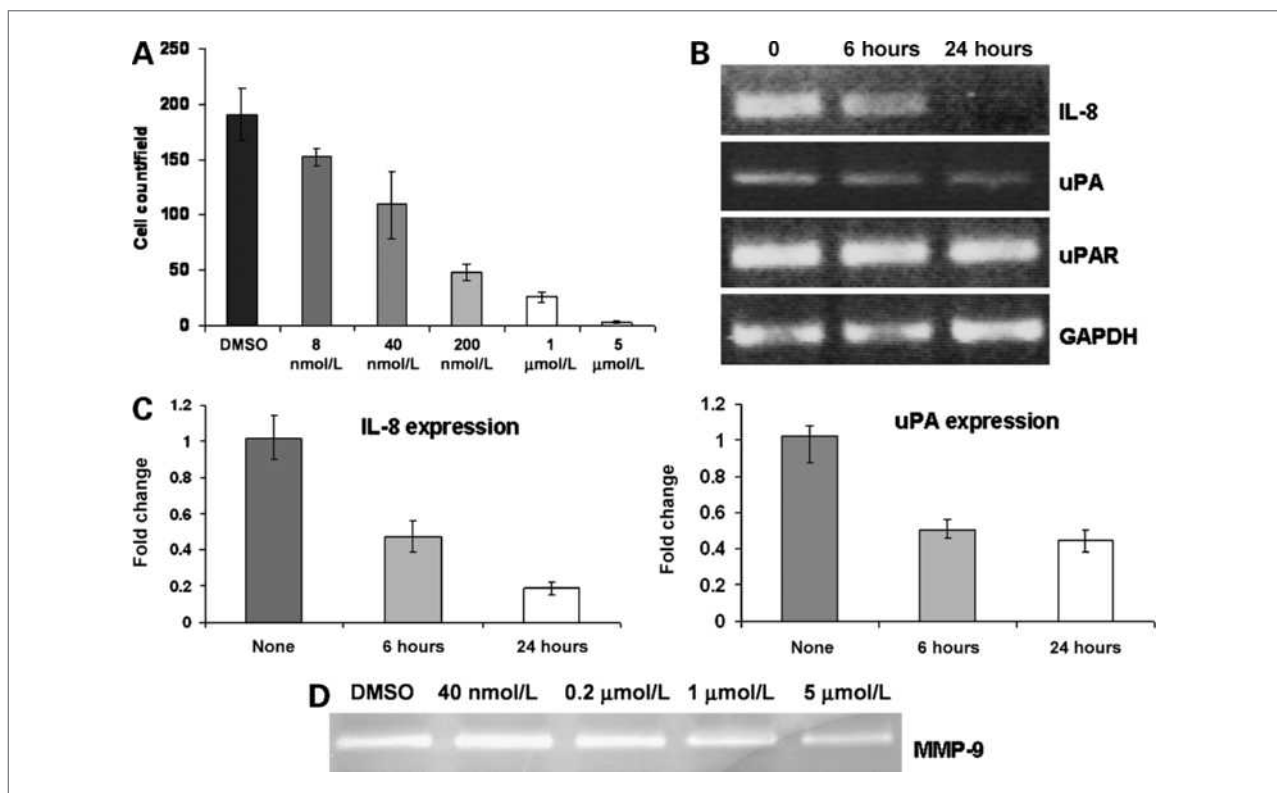 A
250
200
150
100
50
0
Cell count/field
DMSO
8 nmol/L
40 nmol/L
200 nmol/L
1 µmol/L
5 µmol/L
B
0 6 hours 24 hours
IL-8
uPA
uPAR
GAPDH
C
IL-8 expression
1.2
1
0.8
0.6
0.4
0.2
0
Fold change
None 6 hours 24 hours
uPA expression
1.2
1
0.8
0.6
0.4
0.2
0
Fold change
None 6 hours 24 hours
D
DMSO 40 nmol/L 0.2 µmol/L 1 µmol/L 5 µmol/L
MMP-9